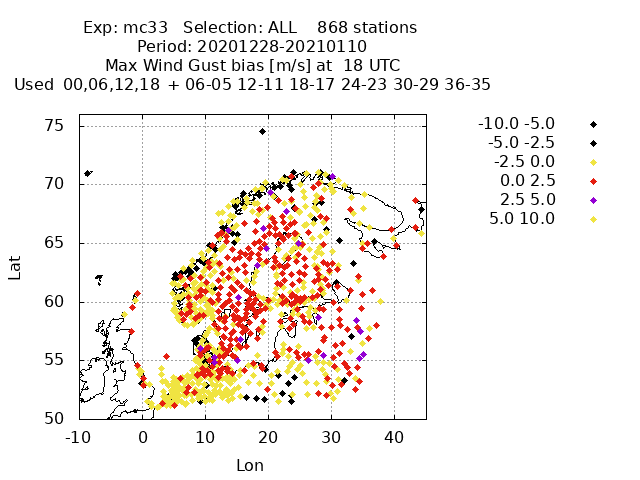 Exp: mc33 Selection: ALL 868 stations
Period: 20201228-20210110
Max Wind Gust bias [m/s] at 18 UTC
Used 00,06,12,18 + 06-05 12-11 18-17 24-23 30-29 36-35
75
70
65
60
55
50
Lat
-10 0 10 20 30 40
Lon
-10.0 -5.0
-5.0 -2.5
-2.5 0.0
0.0 2.5
2.5 5.0
5.0 10.0